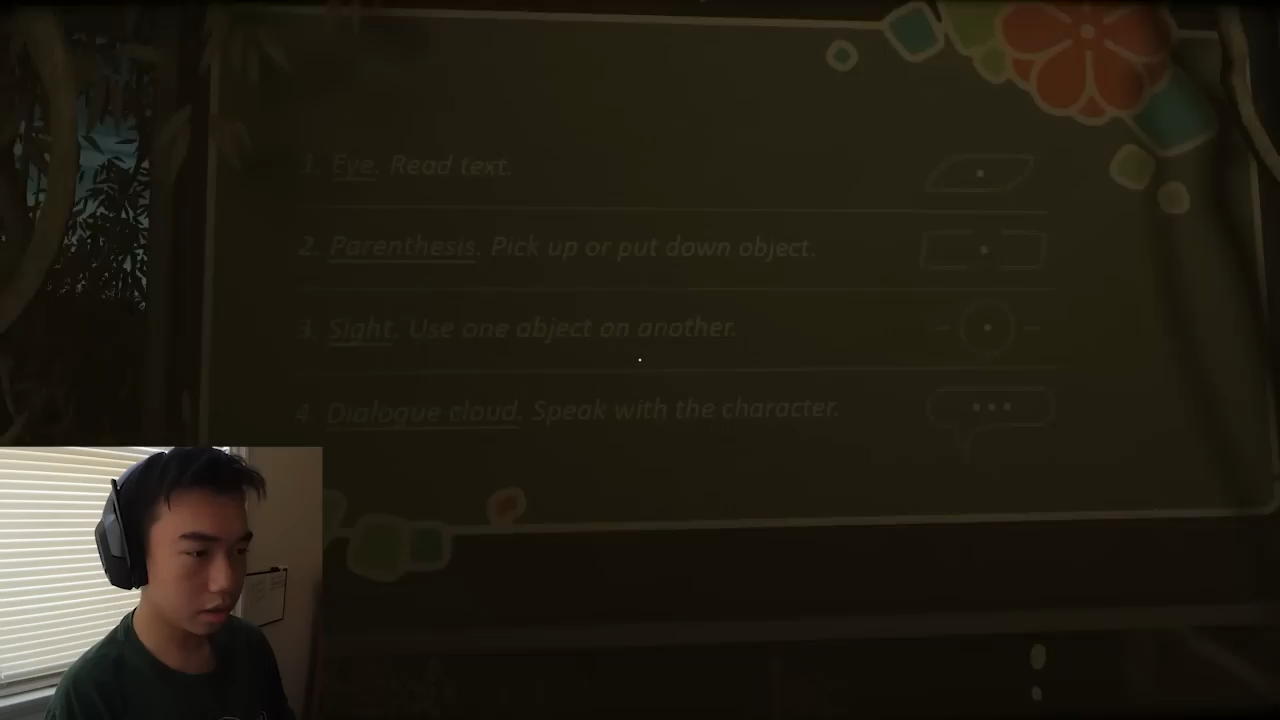 1. Eye. Read text.
2. Parenthesis. Pick up or put down object.
3. Sight. Use one object on another.
4. Dialogue cloud. Speak with the character.